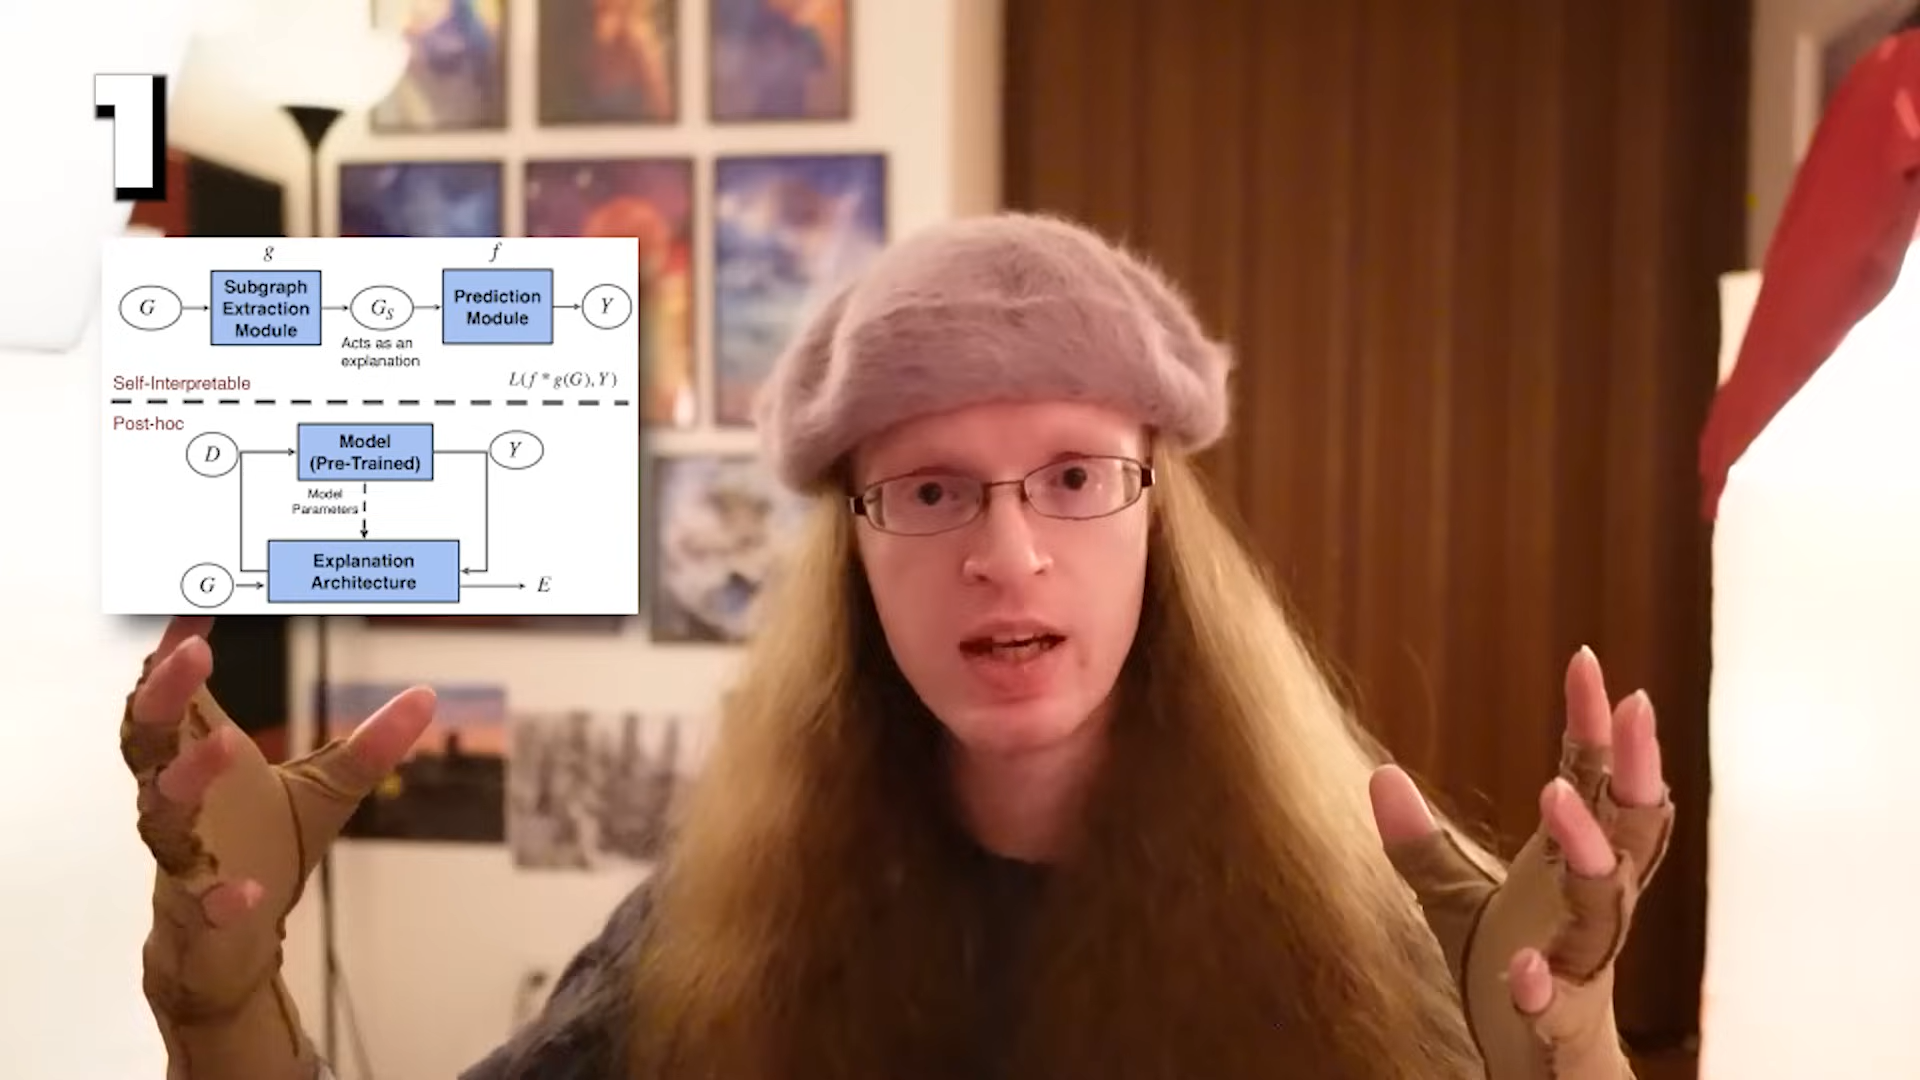 1
g
f
G
Subgraph
Extraction
Module
G_S
Prediction
Module
Y
Acts as an
explanation
Self-Interpretable
L(f * g(G), Y)
Post-hoc
D
Model
(Pre-Trained)
Y
Model
Parameters
G
Explanation
Architecture
E